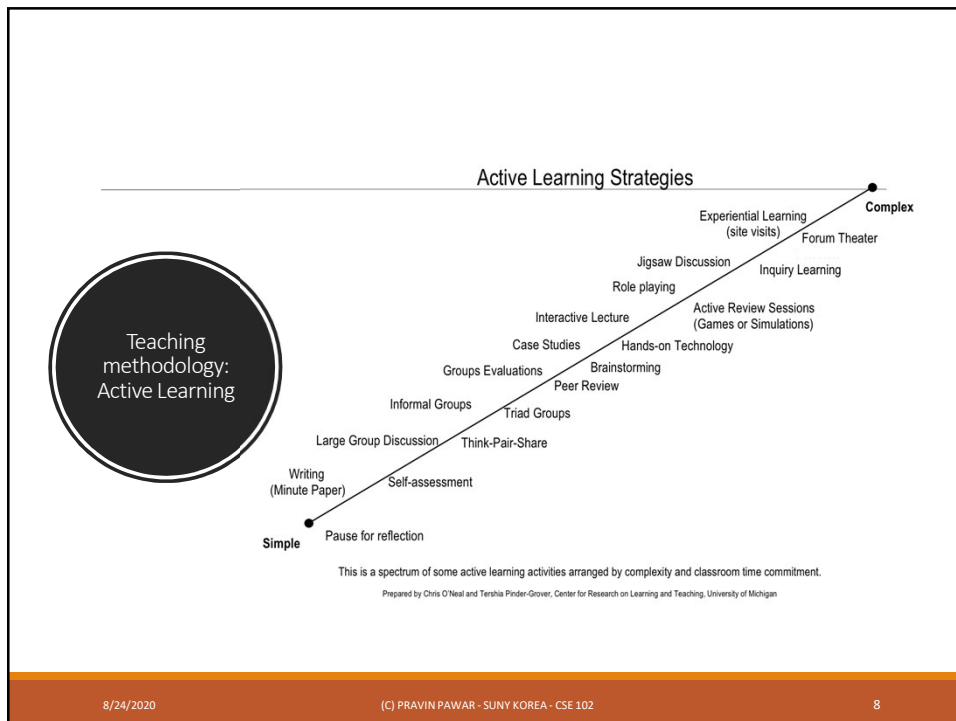 Active Learning Strategies
Complex
Experiential Learning
(site visits)
Forum Theater
Jigsaw Discussion
Inquiry Learning
Role playing
Active Review Sessions
(Games or Simulations)
Interactive Lecture
Hands-on Technology
Case Studies
Brainstorming
Groups Evaluations
Peer Review
Informal Groups
Triad Groups
Large Group Discussion
Think-Pair-Share
Writing
(Minute Paper)
Self-assessment
Simple
Pause for reflection
This is a spectrum of some active learning activities arranged by complexity and classroom time commitment.
Prepared by Chris O'Neal and Tershia Pinder-Grover, Center for Research on Learning and Teaching, University of Michigan
Teaching
methodology:
Active Learning
8/24/2020
(C) PRAVIN PAWAR - SUNY KOREA - CSE 102
8